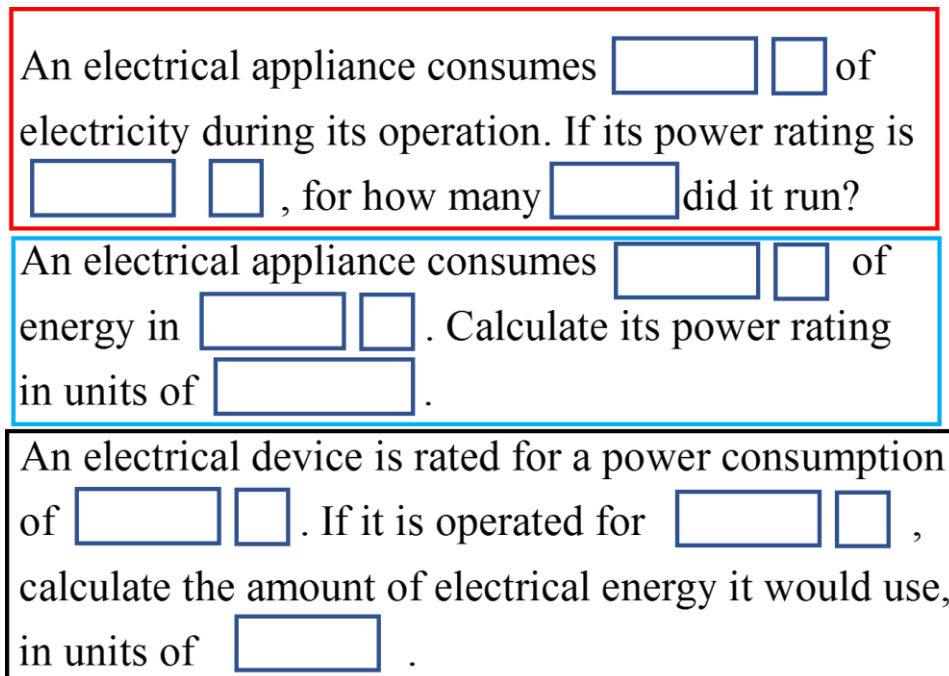 An electrical appliance consumes of
electricity during its operation. If its power rating is
, for how many did it run?
An electrical appliance consumes of
energy in . Calculate its power rating
in units of .
An electrical device is rated for a power consumption
of . If it is operated for ,
calculate the amount of electrical energy it would use,
in units of .